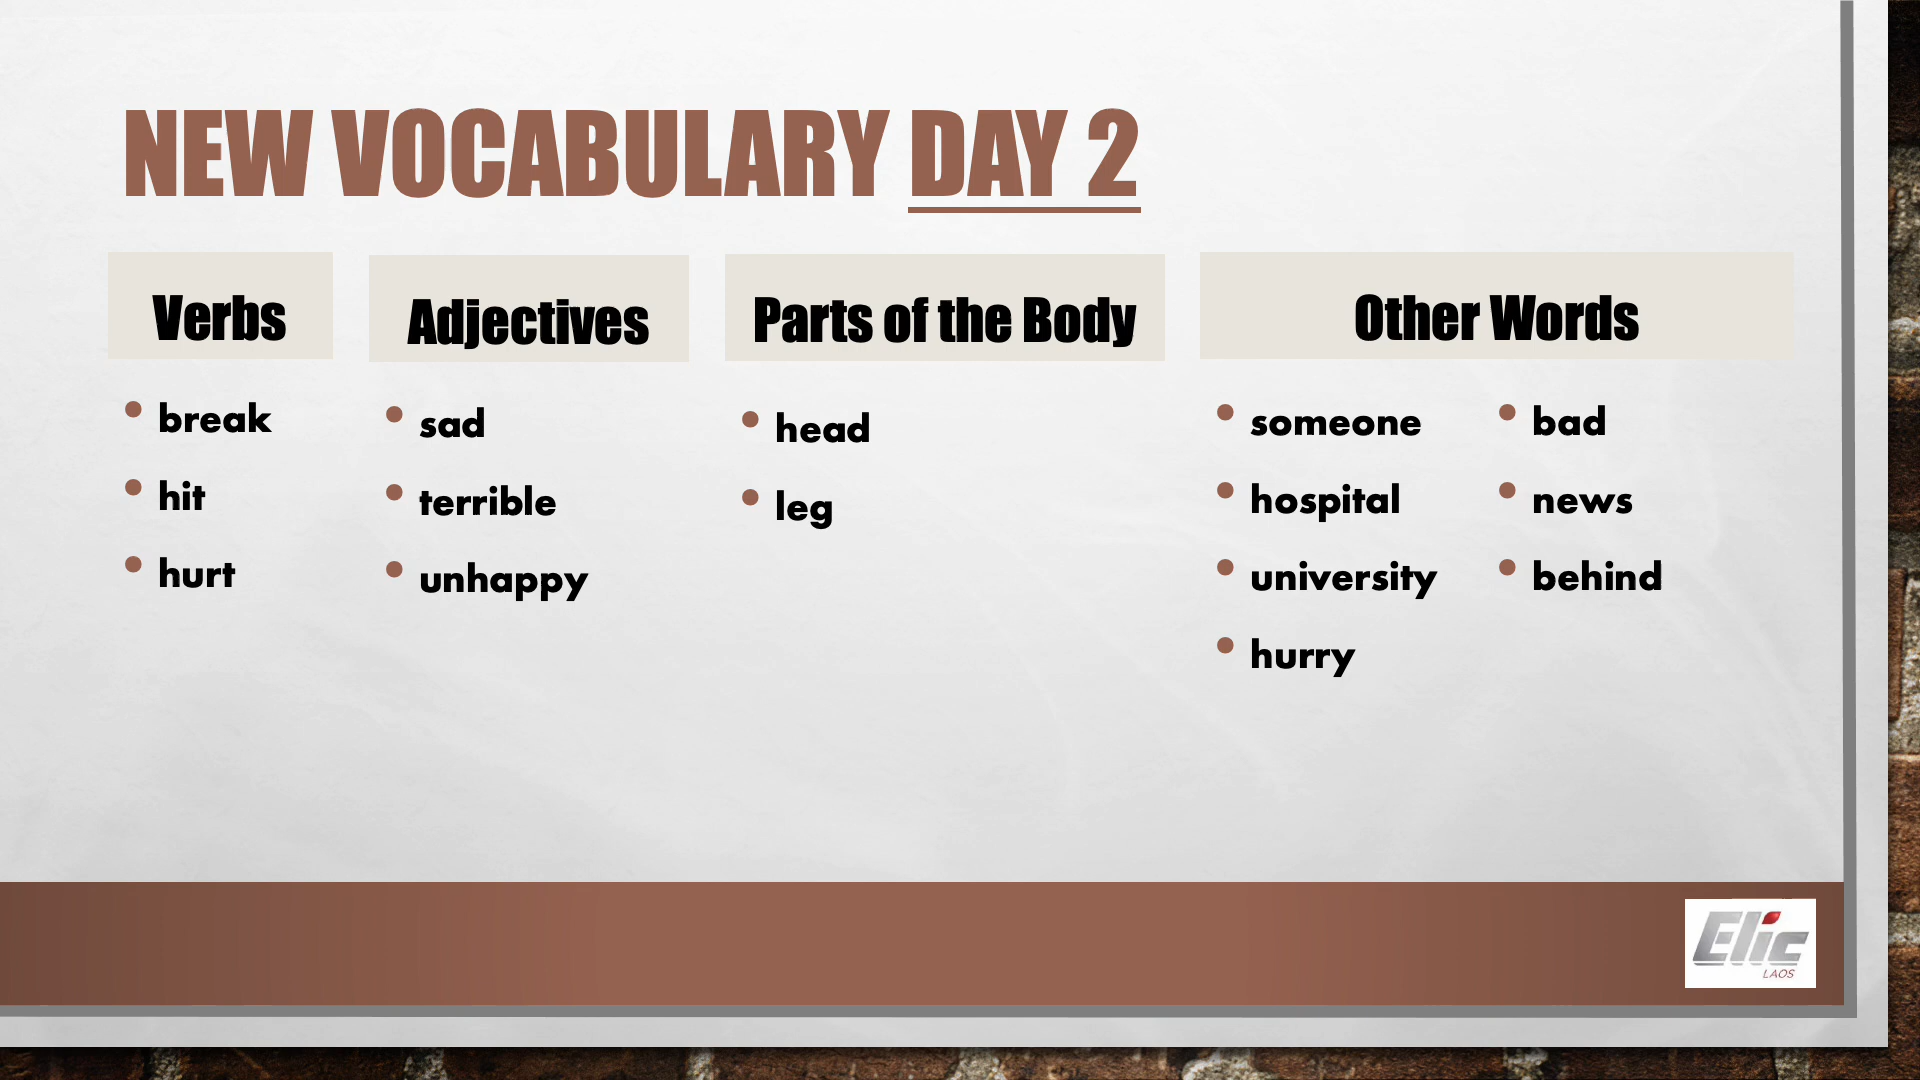 NEW VOCABULARY DAY 2
Verbs
• break
• hit
• hurt
Adjectives
• sad
• terrible
• unhappy
Parts of the Body
• head
• leg
Other Words
• someone
• hospital
• university
• hurry
• bad
• news
• behind
Elic
LAOS